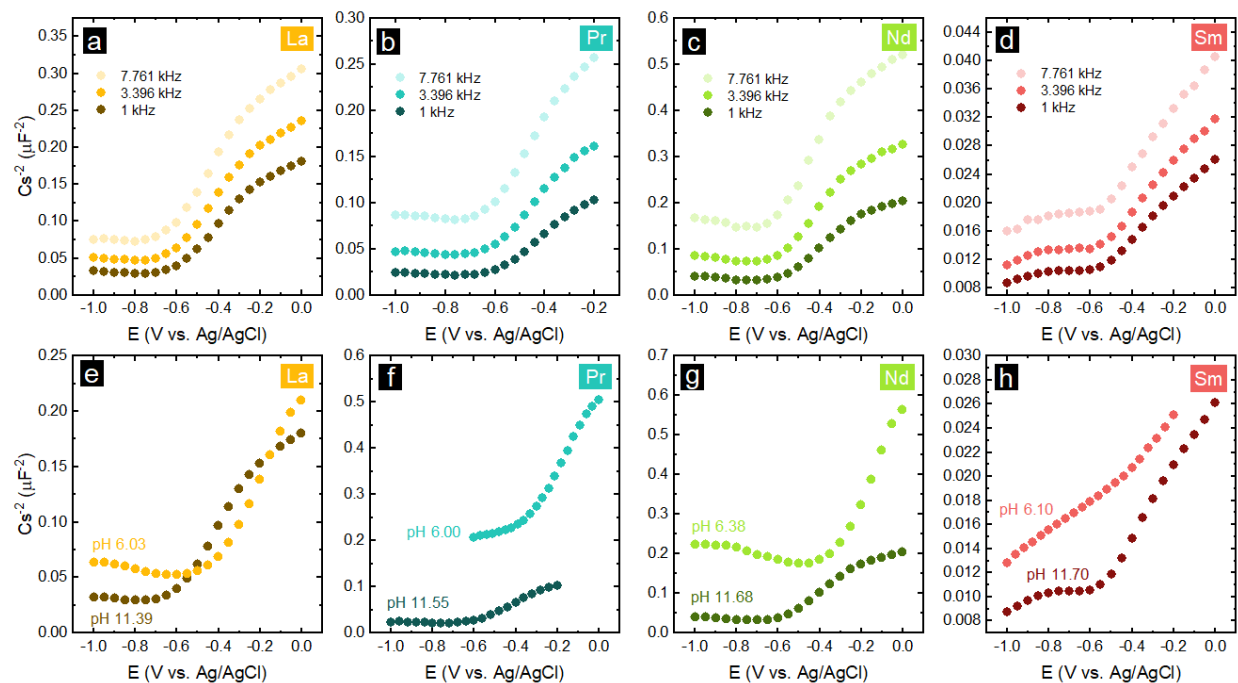 a La
7.761 kHz
3.396 kHz
1 kHz
Cs⁻² (μF⁻²)
0.35
0.30
0.25
0.20
0.15
0.10
0.05
0.00
-1.0 -0.8 -0.6 -0.4 -0.2 0.0
E (V vs. Ag/AgCl)
b Pr
7.761 kHz
3.396 kHz
1 kHz
0.30
0.25
0.20
0.15
0.10
0.05
0.00
-1.0 -0.8 -0.6 -0.4 -0.2
E (V vs. Ag/AgCl)
c Nd
7.761 kHz
3.396 kHz
1 kHz
0.6
0.5
0.4
0.3
0.2
0.1
0.0
-1.0 -0.8 -0.6 -0.4 -0.2 0.0
E (V vs. Ag/AgCl)
d Sm
7.761 kHz
3.396 kHz
1 kHz
0.044
0.040
0.036
0.032
0.028
0.024
0.020
0.016
0.012
0.008
-1.0 -0.8 -0.6 -0.4 -0.2 0.0
E (V vs. Ag/AgCl)
e La
Cs⁻² (μF⁻²)
0.25
0.20
0.15
0.10
0.05
0.00
pH 6.03
pH 11.39
-1.0 -0.8 -0.6 -0.4 -0.2 0.0
E (V vs. Ag/AgCl)
f Pr
0.6
0.5
0.4
0.3
0.2
0.1
0.0
pH 6.00
pH 11.55
-1.0 -0.8 -0.6 -0.4 -0.2 0.0
E (V vs. Ag/AgCl)
g Nd
0.7
0.6
0.5
0.4
0.3
0.2
0.1
0.0
pH 6.38
pH 11.68
-1.0 -0.8 -0.6 -0.4 -0.2 0.0
E (V vs. Ag/AgCl)
h Sm
0.030
0.028
0.026
0.024
0.022
0.020
0.018
0.016
0.014
0.012
0.010
0.008
pH 6.10
pH 11.70
-1.0 -0.8 -0.6 -0.4 -0.2 0.0
E (V vs. Ag/AgCl)